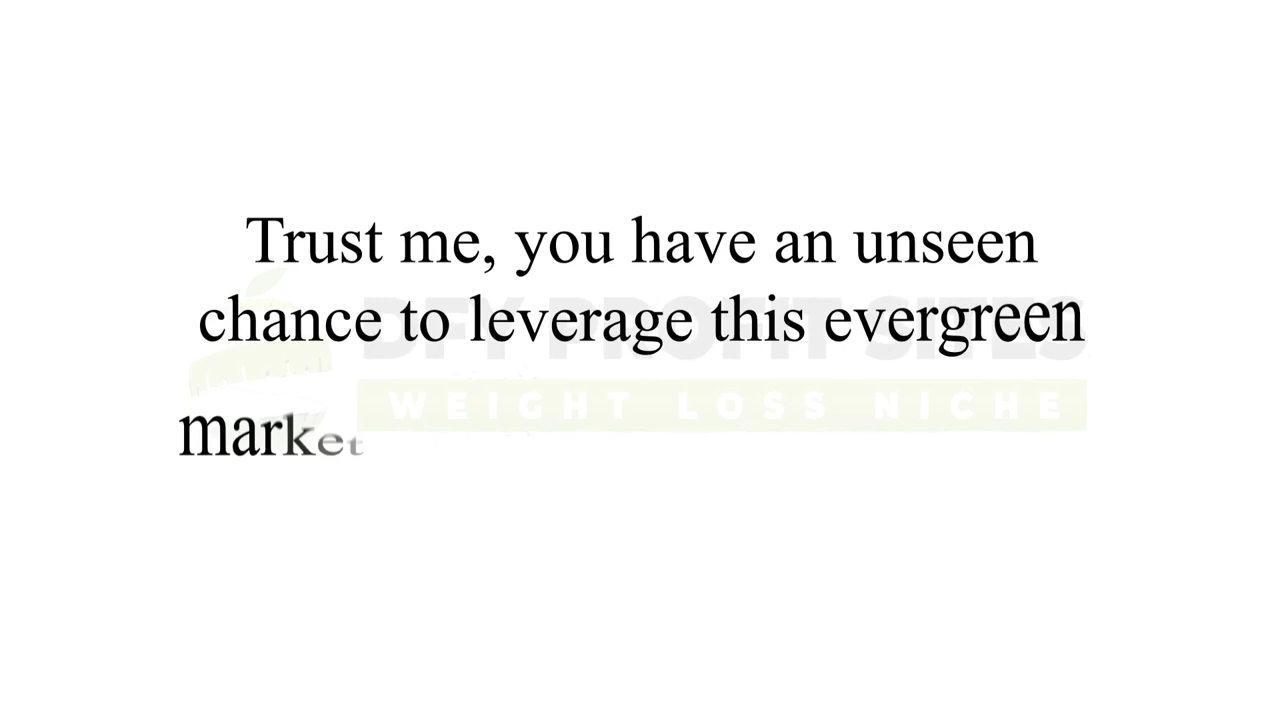 Trust me, you have an unseen
chance to leverage this evergreen
market
DFY PROFIT SITES
WEIGHT LOSS NICHE